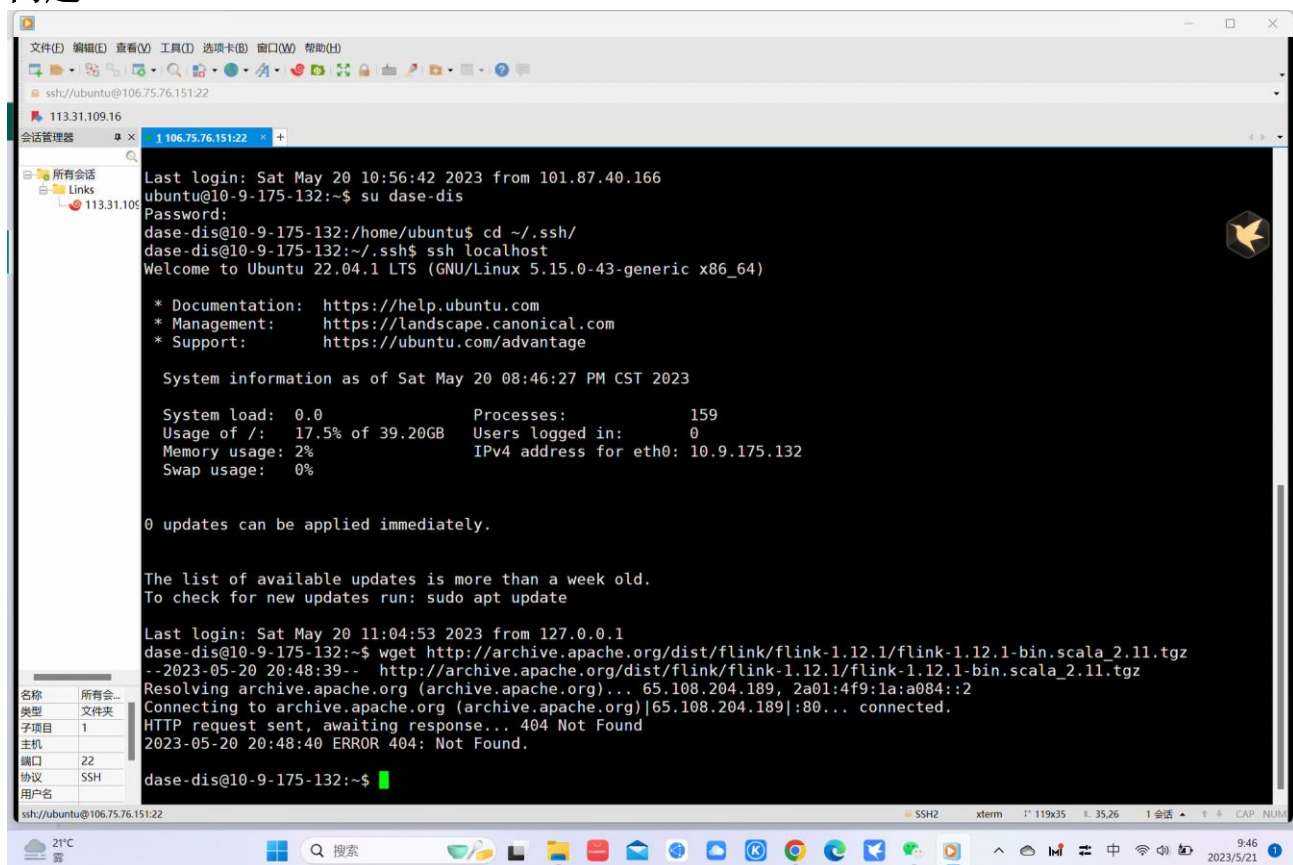 文件(F) 编辑(E) 查看(V) 工具(T) 选项卡(B) 窗口(W) 帮助(H)
ssh://ubuntu@106.75.76.151:22
113.31.109.16
会话管理器
1 106.75.76.151:22
所有会话
Links
113.31.109
Last login: Sat May 20 10:56:42 2023 from 101.87.40.166
ubuntu@10-9-175-132:~$ su dase-dis
Password:
dase-dis@10-9-175-132:/home/ubuntu$ cd ~/.ssh/
dase-dis@10-9-175-132:~/.ssh$ ssh localhost
Welcome to Ubuntu 22.04.1 LTS (GNU/Linux 5.15.0-43-generic x86_64)
* Documentation:  https://help.ubuntu.com
* Management:     https://landscape.canonical.com
* Support:        https://ubuntu.com/advantage
System information as of Sat May 20 08:46:27 PM CST 2023
System load:  0.0                Processes:             159
Usage of /:   17.5% of 39.20GB   Users logged in:       0
Memory usage: 2%                 IPv4 address for eth0: 10.9.175.132
Swap usage:   0%
0 updates can be applied immediately.
The list of available updates is more than a week old.
To check for new updates run: sudo apt update
Last login: Sat May 20 11:04:53 2023 from 127.0.0.1
dase-dis@10-9-175-132:~$ wget http://archive.apache.org/dist/flink/flink-1.12.1/flink-1.12.1-bin.scala_2.11.tgz
--2023-05-20 20:48:39--  http://archive.apache.org/dist/flink/flink-1.12.1/flink-1.12.1-bin.scala_2.11.tgz
Resolving archive.apache.org (archive.apache.org)... 65.108.204.189, 2a01:4f9:1a:a084::2
Connecting to archive.apache.org (archive.apache.org)|65.108.204.189|:80... connected.
HTTP request sent, awaiting response... 404 Not Found
2023-05-20 20:48:40 ERROR 404: Not Found.
dase-dis@10-9-175-132:~$
名称 所有会...
类型 文件夹
子项目 1
主机
端口 22
协议 SSH
用户名
ssh://ubuntu@106.75.76.151:22 SSH2 xterm 119x35 35,26 1 会话 CAP NUM
21°C
雾
搜索
中
9:46
2023/5/21
1